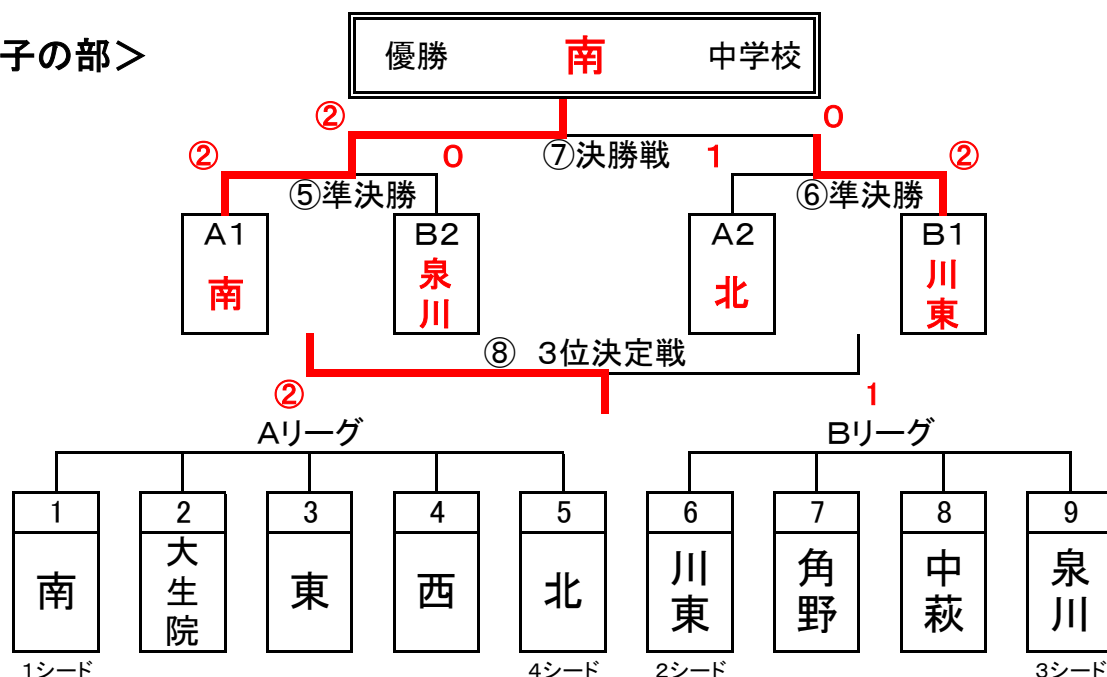 子の部＞
優勝 南 中学校
② 0
② 0 ⑦決勝戦 1 ②
⑤準決勝 ⑥準決勝
A1 B2 A2 B1
南 泉川 北 川東
⑧ 3位決定戦
② 1
Aリーグ Bリーグ
1 2 3 4 5 6 7 8 9
南 大生院 東 西 北 川東 角野 中萩 泉川
1シード 4シード 2シード 3シード